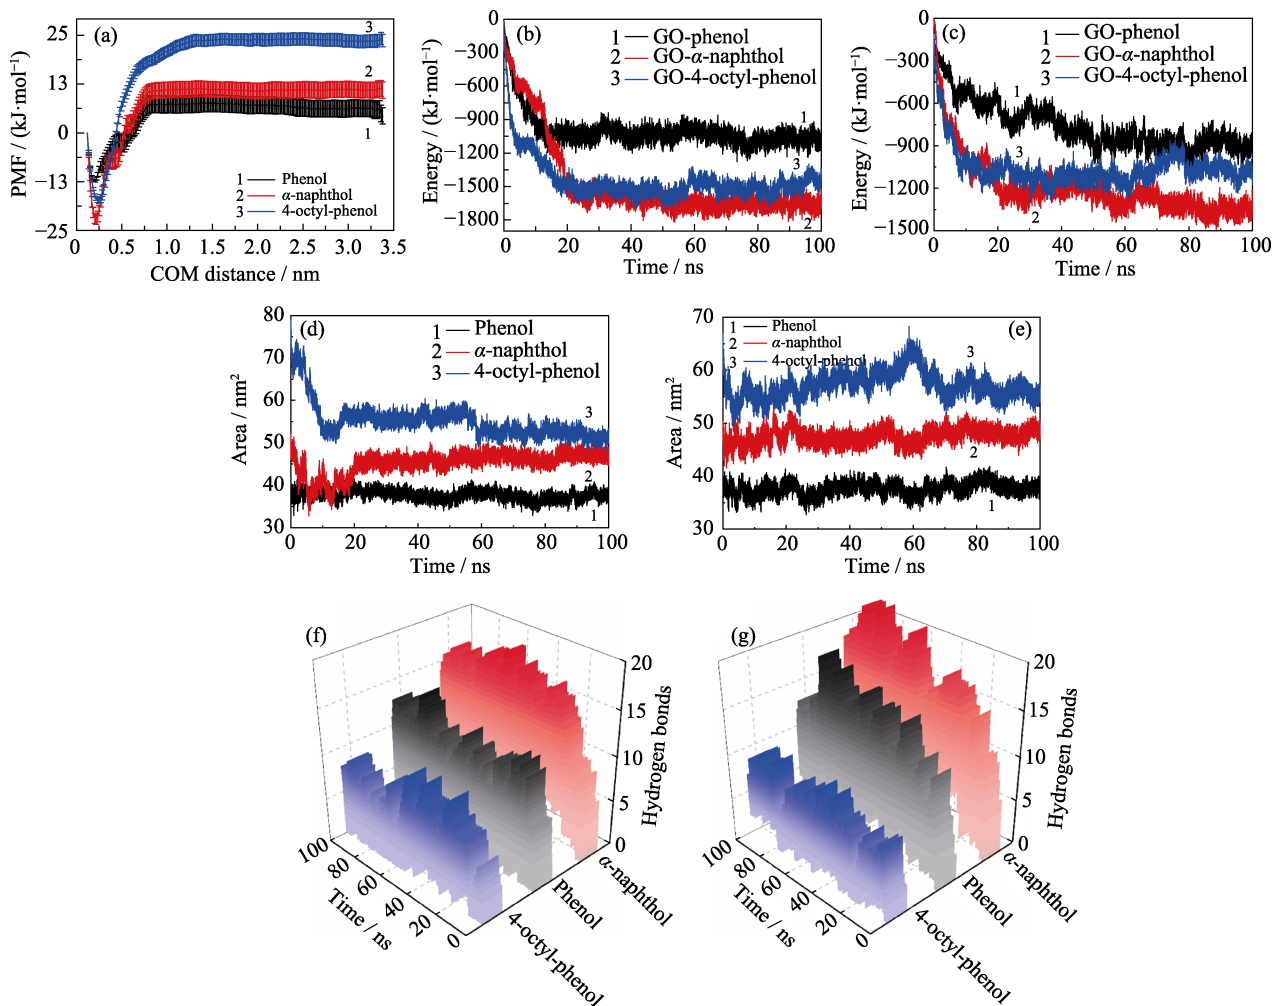 (a)
PMF / (kJ·mol⁻¹)
25
13
0
−13
−25
3
2
1
1 Phenol
2 α-naphthol
3 4-octyl-phenol
0 0.5 1.0 1.5 2.0 2.5 3.0 3.5
COM distance / nm
(b)
Energy / (kJ·mol⁻¹)
0
−300
−600
−900
−1200
−1500
−1800
1 GO-phenol
2 GO-α-naphthol
3 GO-4-octyl-phenol
1
3
2
0 20 40 60 80 100
Time / ns
(c)
Energy / (kJ·mol⁻¹)
0
−300
−600
−900
−1200
−1500
1 GO-phenol
2 GO-α-naphthol
3 GO-4-octyl-phenol
1
3
2
0 20 40 60 80 100
Time / ns
(d)
Area / nm²
80
70
60
50
40
30
1 Phenol
2 α-naphthol
3 4-octyl-phenol
3
2
1
0 20 40 60 80 100
Time / ns
(e)
Area / nm²
70
60
50
40
30
1 Phenol
2 α-naphthol
3 4-octyl-phenol
3
2
1
0 20 40 60 80 100
Time / ns
(f)
20
15
10
5
0
Hydrogen bonds
100
80
60
40
20
0
Time / ns
4-octyl-phenol
Phenol
α-naphthol
(g)
20
15
10
5
0
Hydrogen bonds
100
80
60
40
20
0
Time / ns
4-octyl-phenol
Phenol
α-naphthol